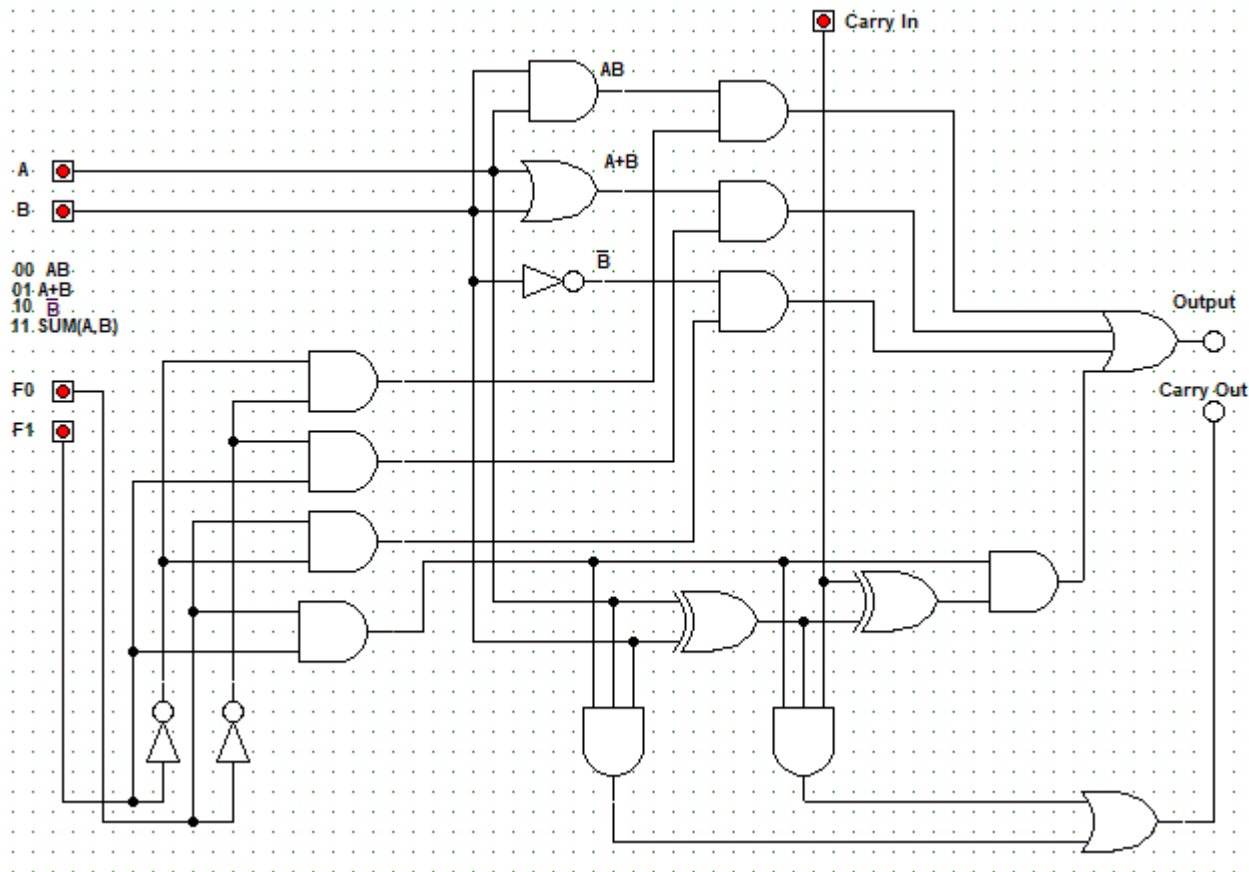 Carry In
AB
A+B
A
B
B̅
00 AB
01 A+B
10 B̅
11 SUM(A,B)
Output
F0
Carry Out
F1